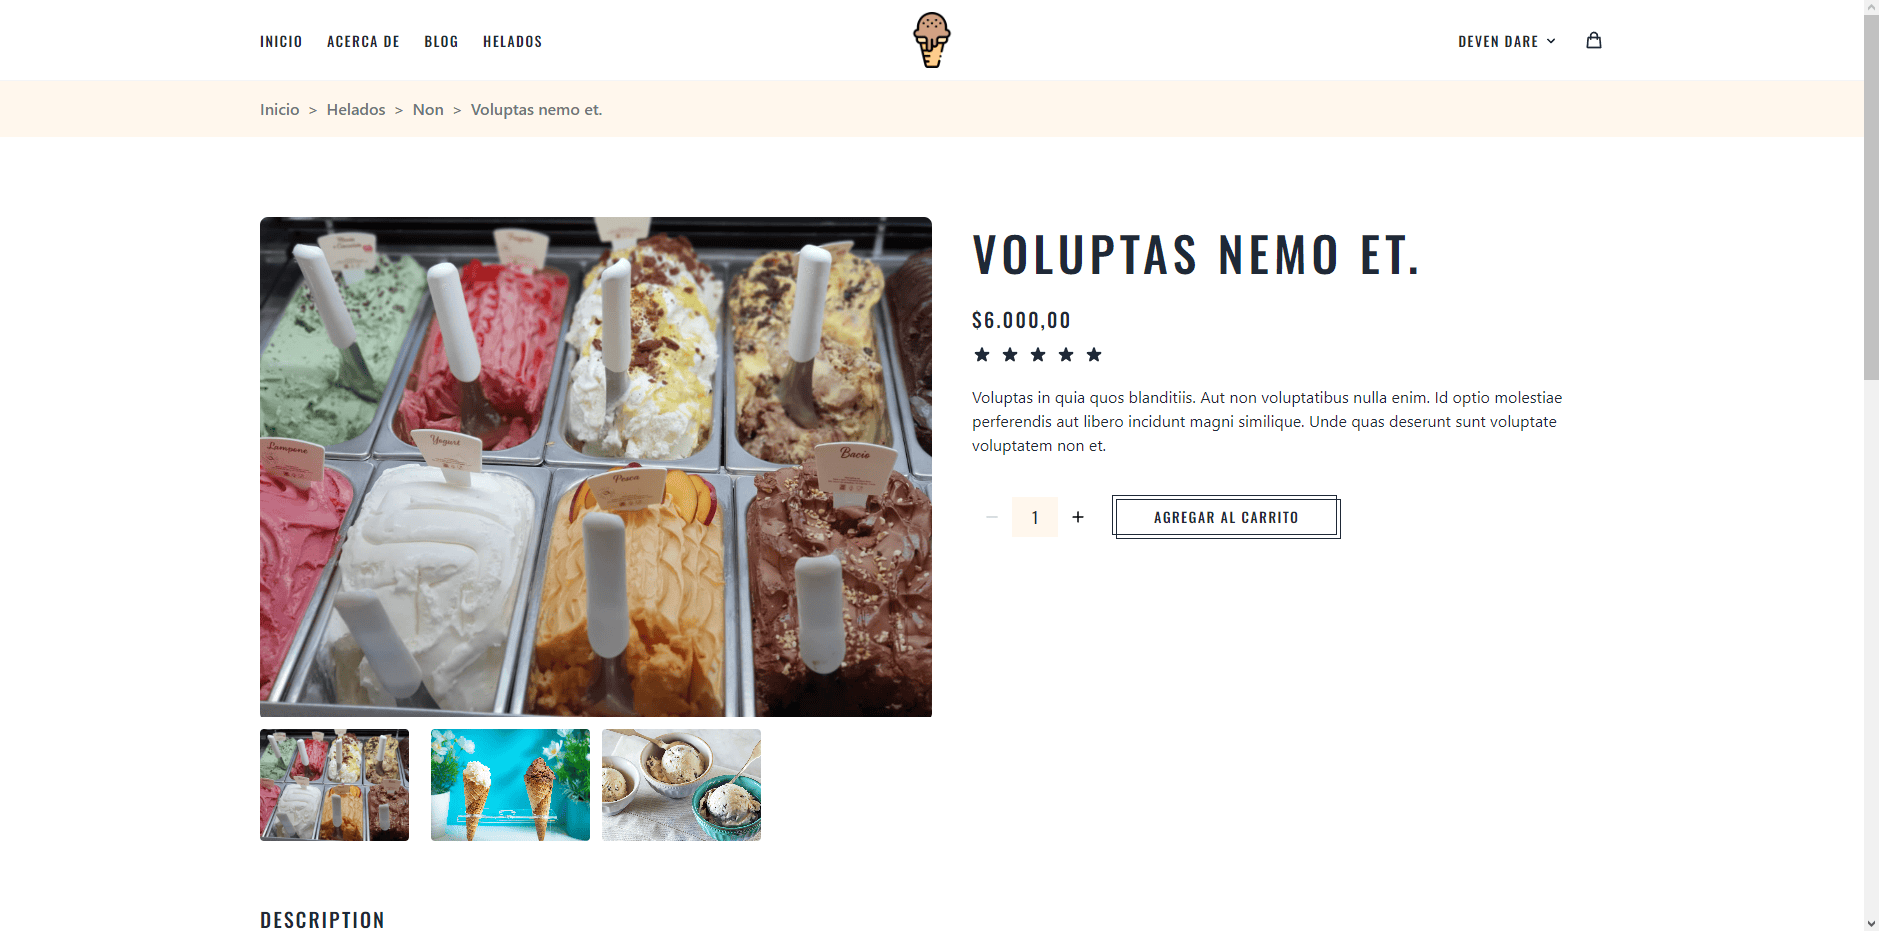 INICIO ACERCA DE BLOG HELADOS DEVEN DARE
Inicio > Helados > Non > Voluptas nemo et.
VOLUPTAS NEMO ET.
$6.000,00
Voluptas in quia quos blanditiis. Aut non voluptatibus nulla enim. Id optio molestiae
perferendis aut libero incidunt magni similique. Unde quas deserunt sunt voluptate
voluptatem non et.
− 1 + AGREGAR AL CARRITO
Lampone
Yogurt
Pesca
Bacio
DESCRIPTION